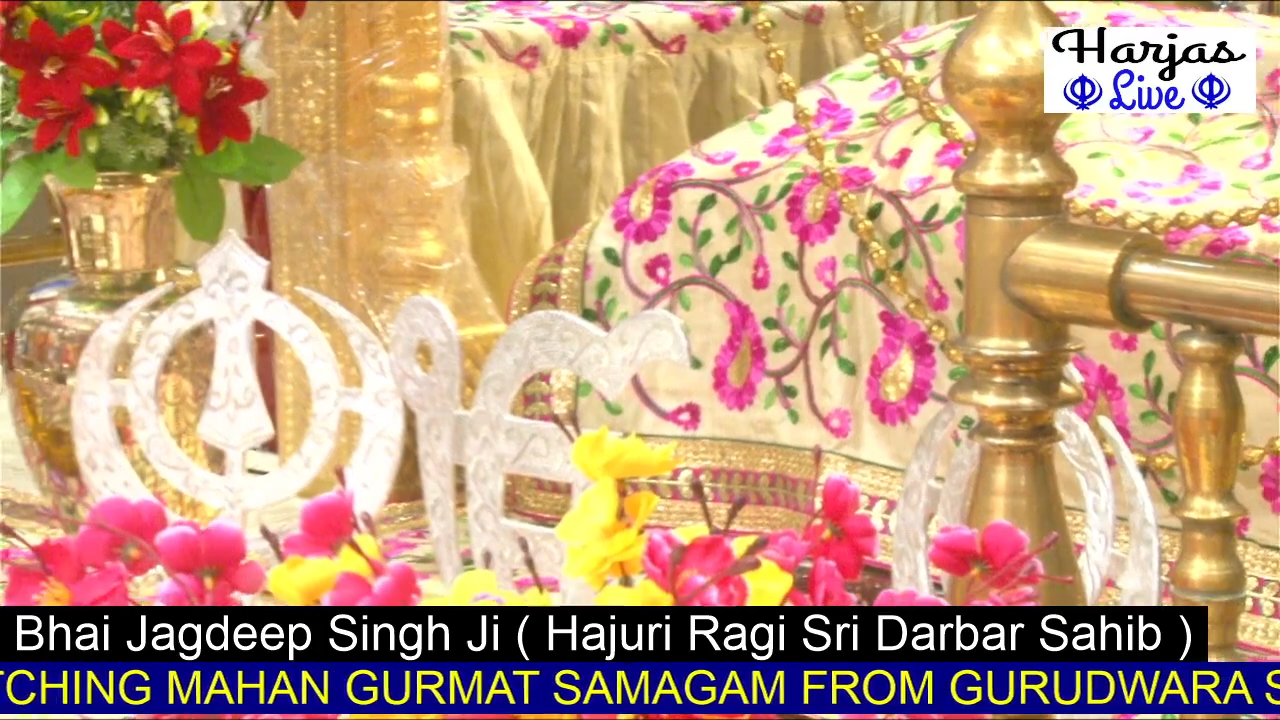 Harjas
Live
Bhai Jagdeep Singh Ji ( Hajuri Ragi Sri Darbar Sahib )
TCHING MAHAN GURMAT SAMAGAM FROM GURUDWARA S